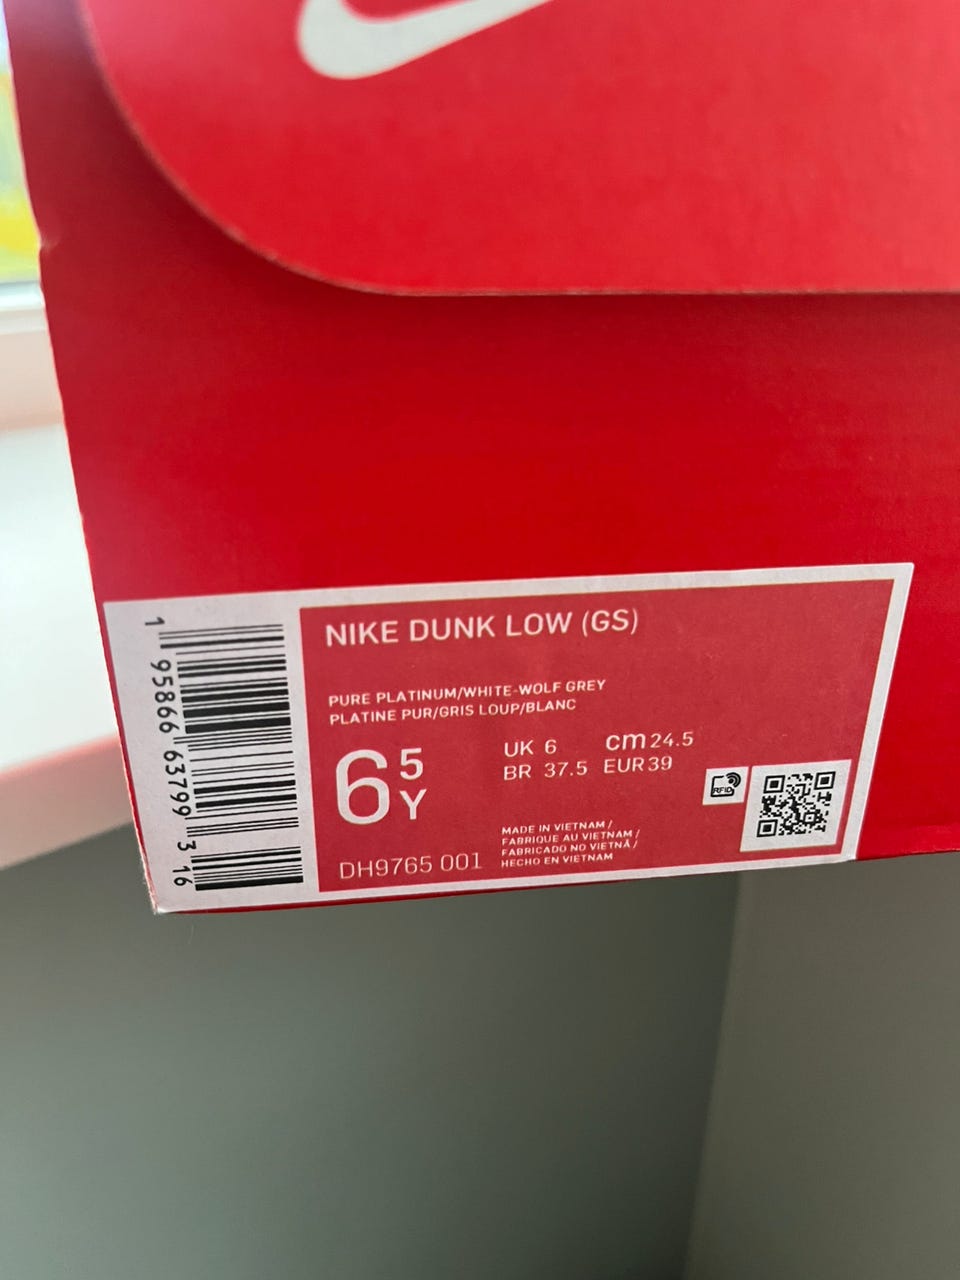 NIKE DUNK LOW (GS)
PURE PLATINUM/WHITE-WOLF GREY
PLATINE PUR/GRIS LOUP/BLANC
6 5Y
UK 6 cm 24.5
BR 37.5 EUR 39
RFID
MADE IN VIETNAM /
FABRIQUE AU VIETNAM /
FABRICADO NO VIETNÃ /
HECHO EN VIETNAM
DH9765 001
1 95866 63799 3 16